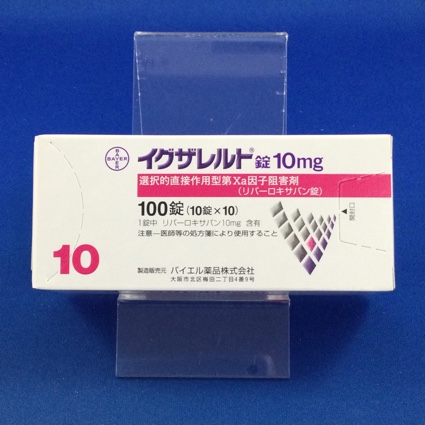 BAYER
BAYER
イグザレルト® 錠 10mg
選択的直接作用型第Xa因子阻害剤
(リバーロキサバン錠)
100錠 (10錠×10)
1錠中 リバーロキサバン10mg 含有
注意―医師等の処方箋により使用すること
開封口
10
製造販売元 バイエル薬品株式会社
大阪市北区梅田二丁目4番9号